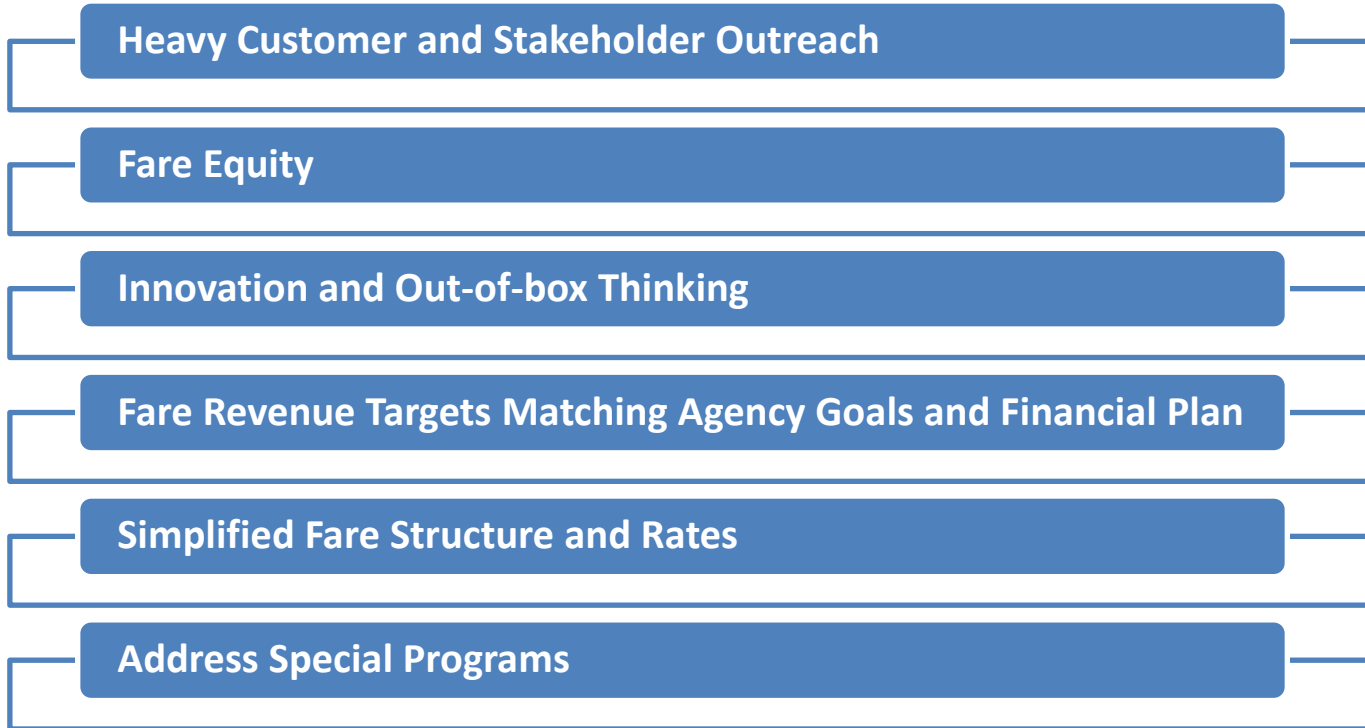 Heavy Customer and Stakeholder Outreach
Fare Equity
Innovation and Out-of-box Thinking
Fare Revenue Targets Matching Agency Goals and Financial Plan
Simplified Fare Structure and Rates
Address Special Programs